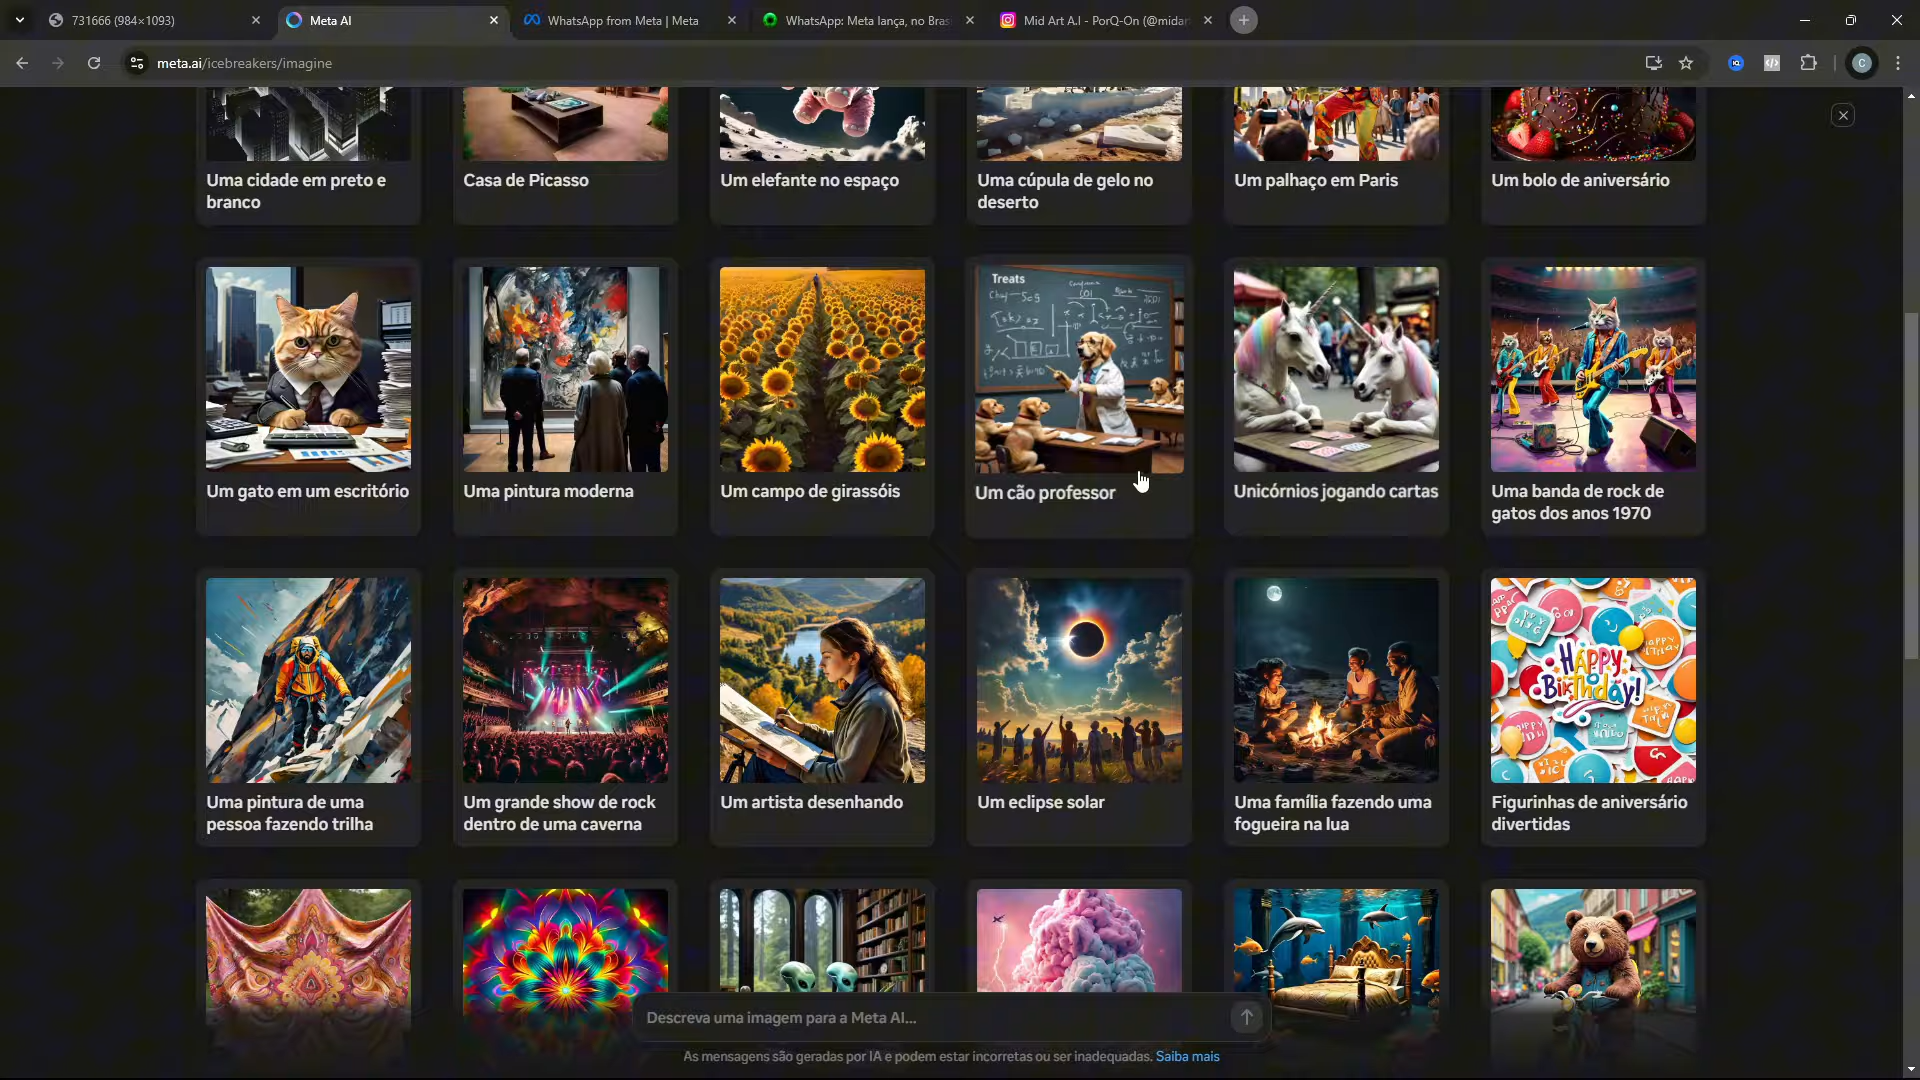 731666 (984×1093)
Meta AI
WhatsApp from Meta | Meta
WhatsApp: Meta lança, no Bras
Mid Art A.I - PorQ-On (@midar
meta.ai/icebreakers/imagine
C
Uma cidade em preto e
branco
Casa de Picasso
Um elefante no espaço
Uma cúpula de gelo no
deserto
Um palhaço em Paris
Um bolo de aniversário
Treats
Um gato em um escritório
Uma pintura moderna
Um campo de girassóis
Um cão professor
Unicórnios jogando cartas
Uma banda de rock de
gatos dos anos 1970
HAPPY
BiRThday!
Uma pintura de uma
pessoa fazendo trilha
Um grande show de rock
dentro de uma caverna
Um artista desenhando
Um eclipse solar
Uma família fazendo uma
fogueira na lua
Figurinhas de aniversário
divertidas
Descreva uma imagem para a Meta AI...
As mensagens são geradas por IA e podem estar incorretas ou ser inadequadas. Saiba mais